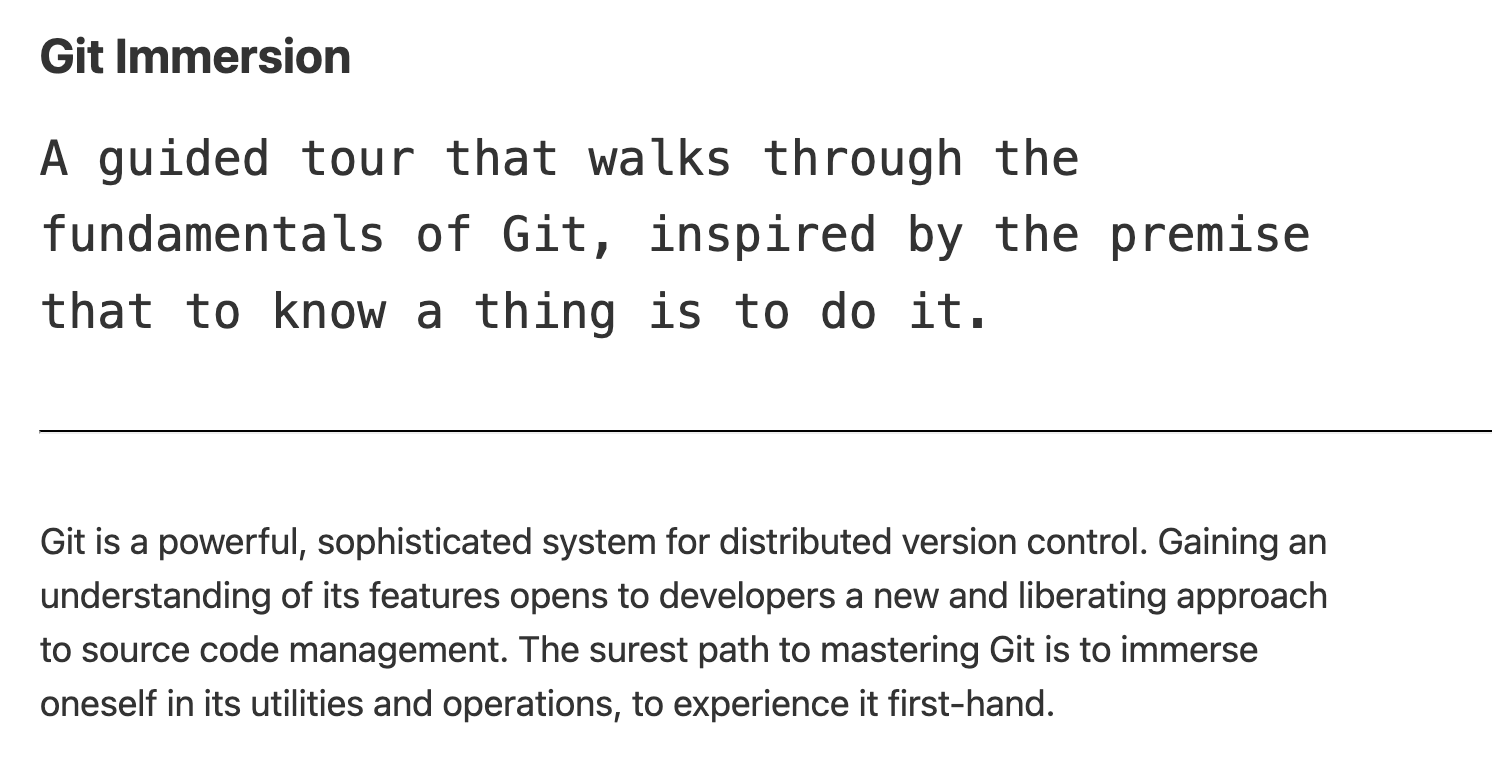 Git Immersion
A guided tour that walks through the
fundamentals of Git, inspired by the premise
that to know a thing is to do it.
Git is a powerful, sophisticated system for distributed version control. Gaining an
understanding of its features opens to developers a new and liberating approach
to source code management. The surest path to mastering Git is to immerse
oneself in its utilities and operations, to experience it first-hand.